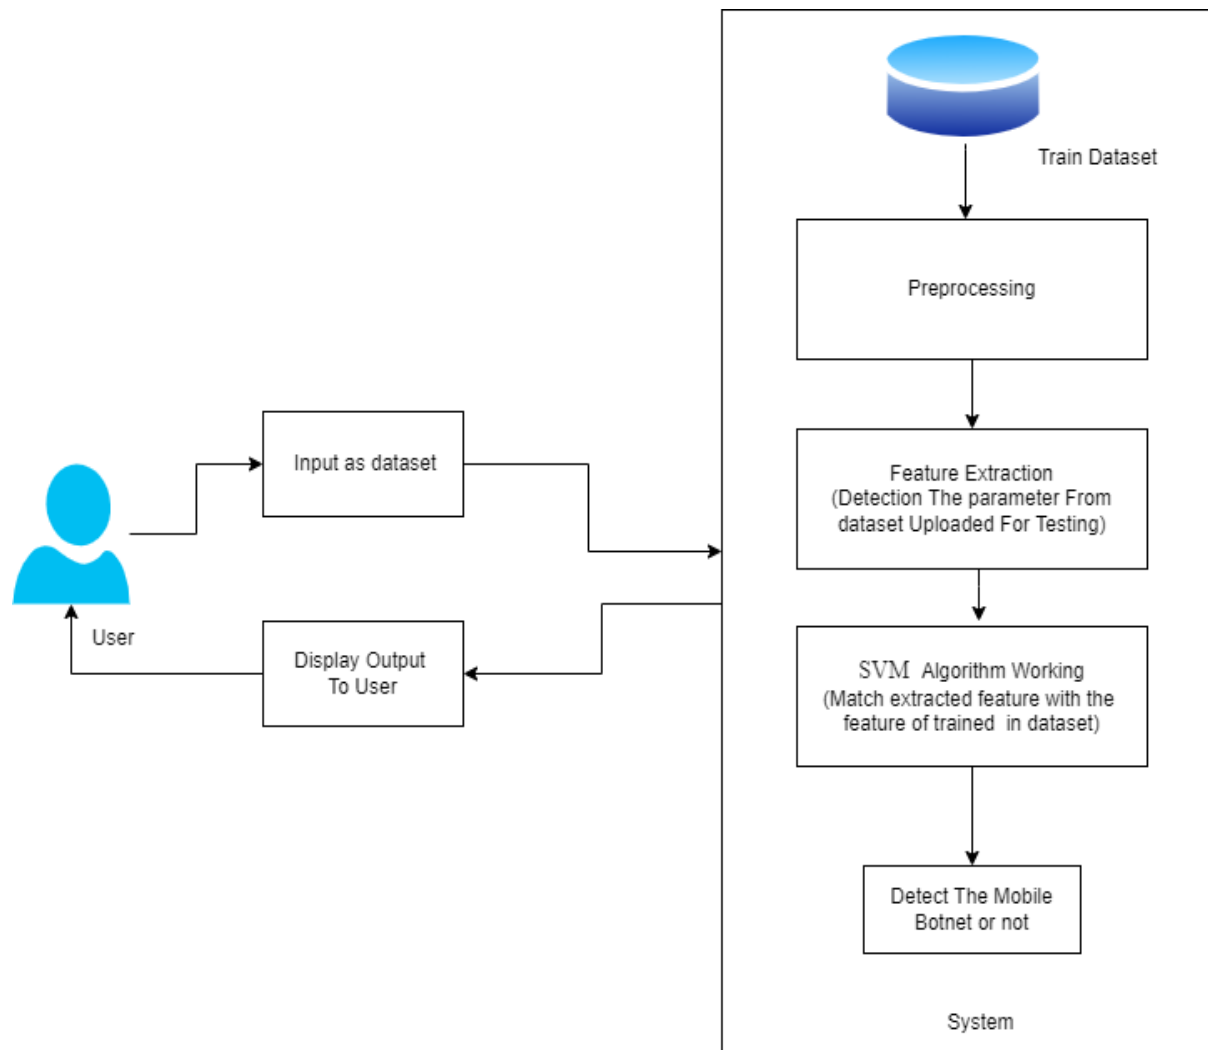 Train Dataset
Preprocessing
Input as dataset
Feature Extraction
(Detection The parameter From
dataset Uploaded For Testing)
User
Display Output
To User
SVM Algorithm Working
(Match extracted feature with the
feature of trained in dataset)
Detect The Mobile
Botnet or not
System